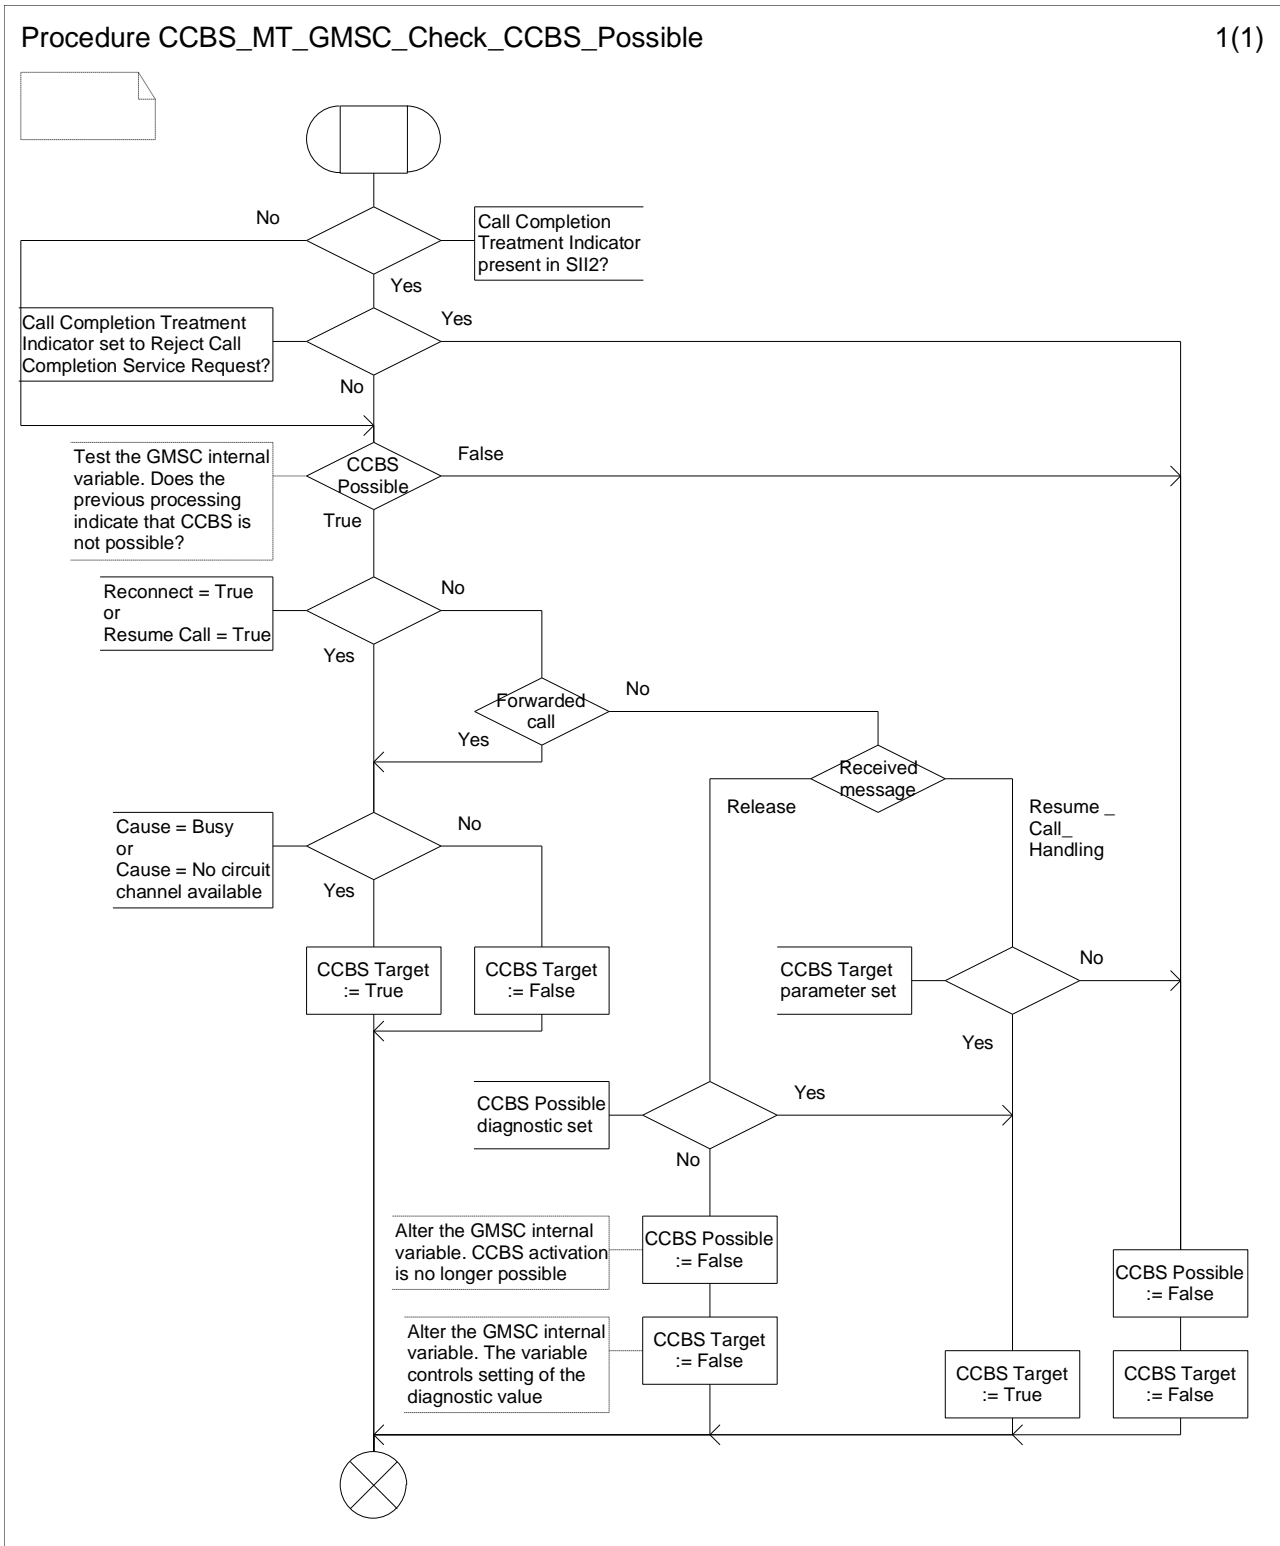 Procedure CCBS_MT_GMSC_Check_CCBS_Possible
1(1)
No
Call Completion
Treatment Indicator
present in SII2?
Yes
Call Completion Treatment
Indicator set to Reject Call
Completion Service Request?
Yes
No
Test the GMSC internal
variable. Does the
previous processing
indicate that CCBS is
not possible?
CCBS
Possible
False
True
Reconnect = True
or
Resume Call = True
No
Yes
Forwarded
call
No
Yes
Received
message
Release
Resume _
Call_
Handling
Cause = Busy
or
Cause = No circuit
channel available
No
Yes
CCBS Target
:= True
CCBS Target
:= False
CCBS Target
parameter set
No
Yes
CCBS Possible
diagnostic set
Yes
No
Alter the GMSC internal
variable. CCBS activation
is no longer possible
CCBS Possible
:= False
CCBS Possible
:= False
Alter the GMSC internal
variable. The variable
controls setting of the
diagnostic value
CCBS Target
:= False
CCBS Target
:= True
CCBS Target
:= False